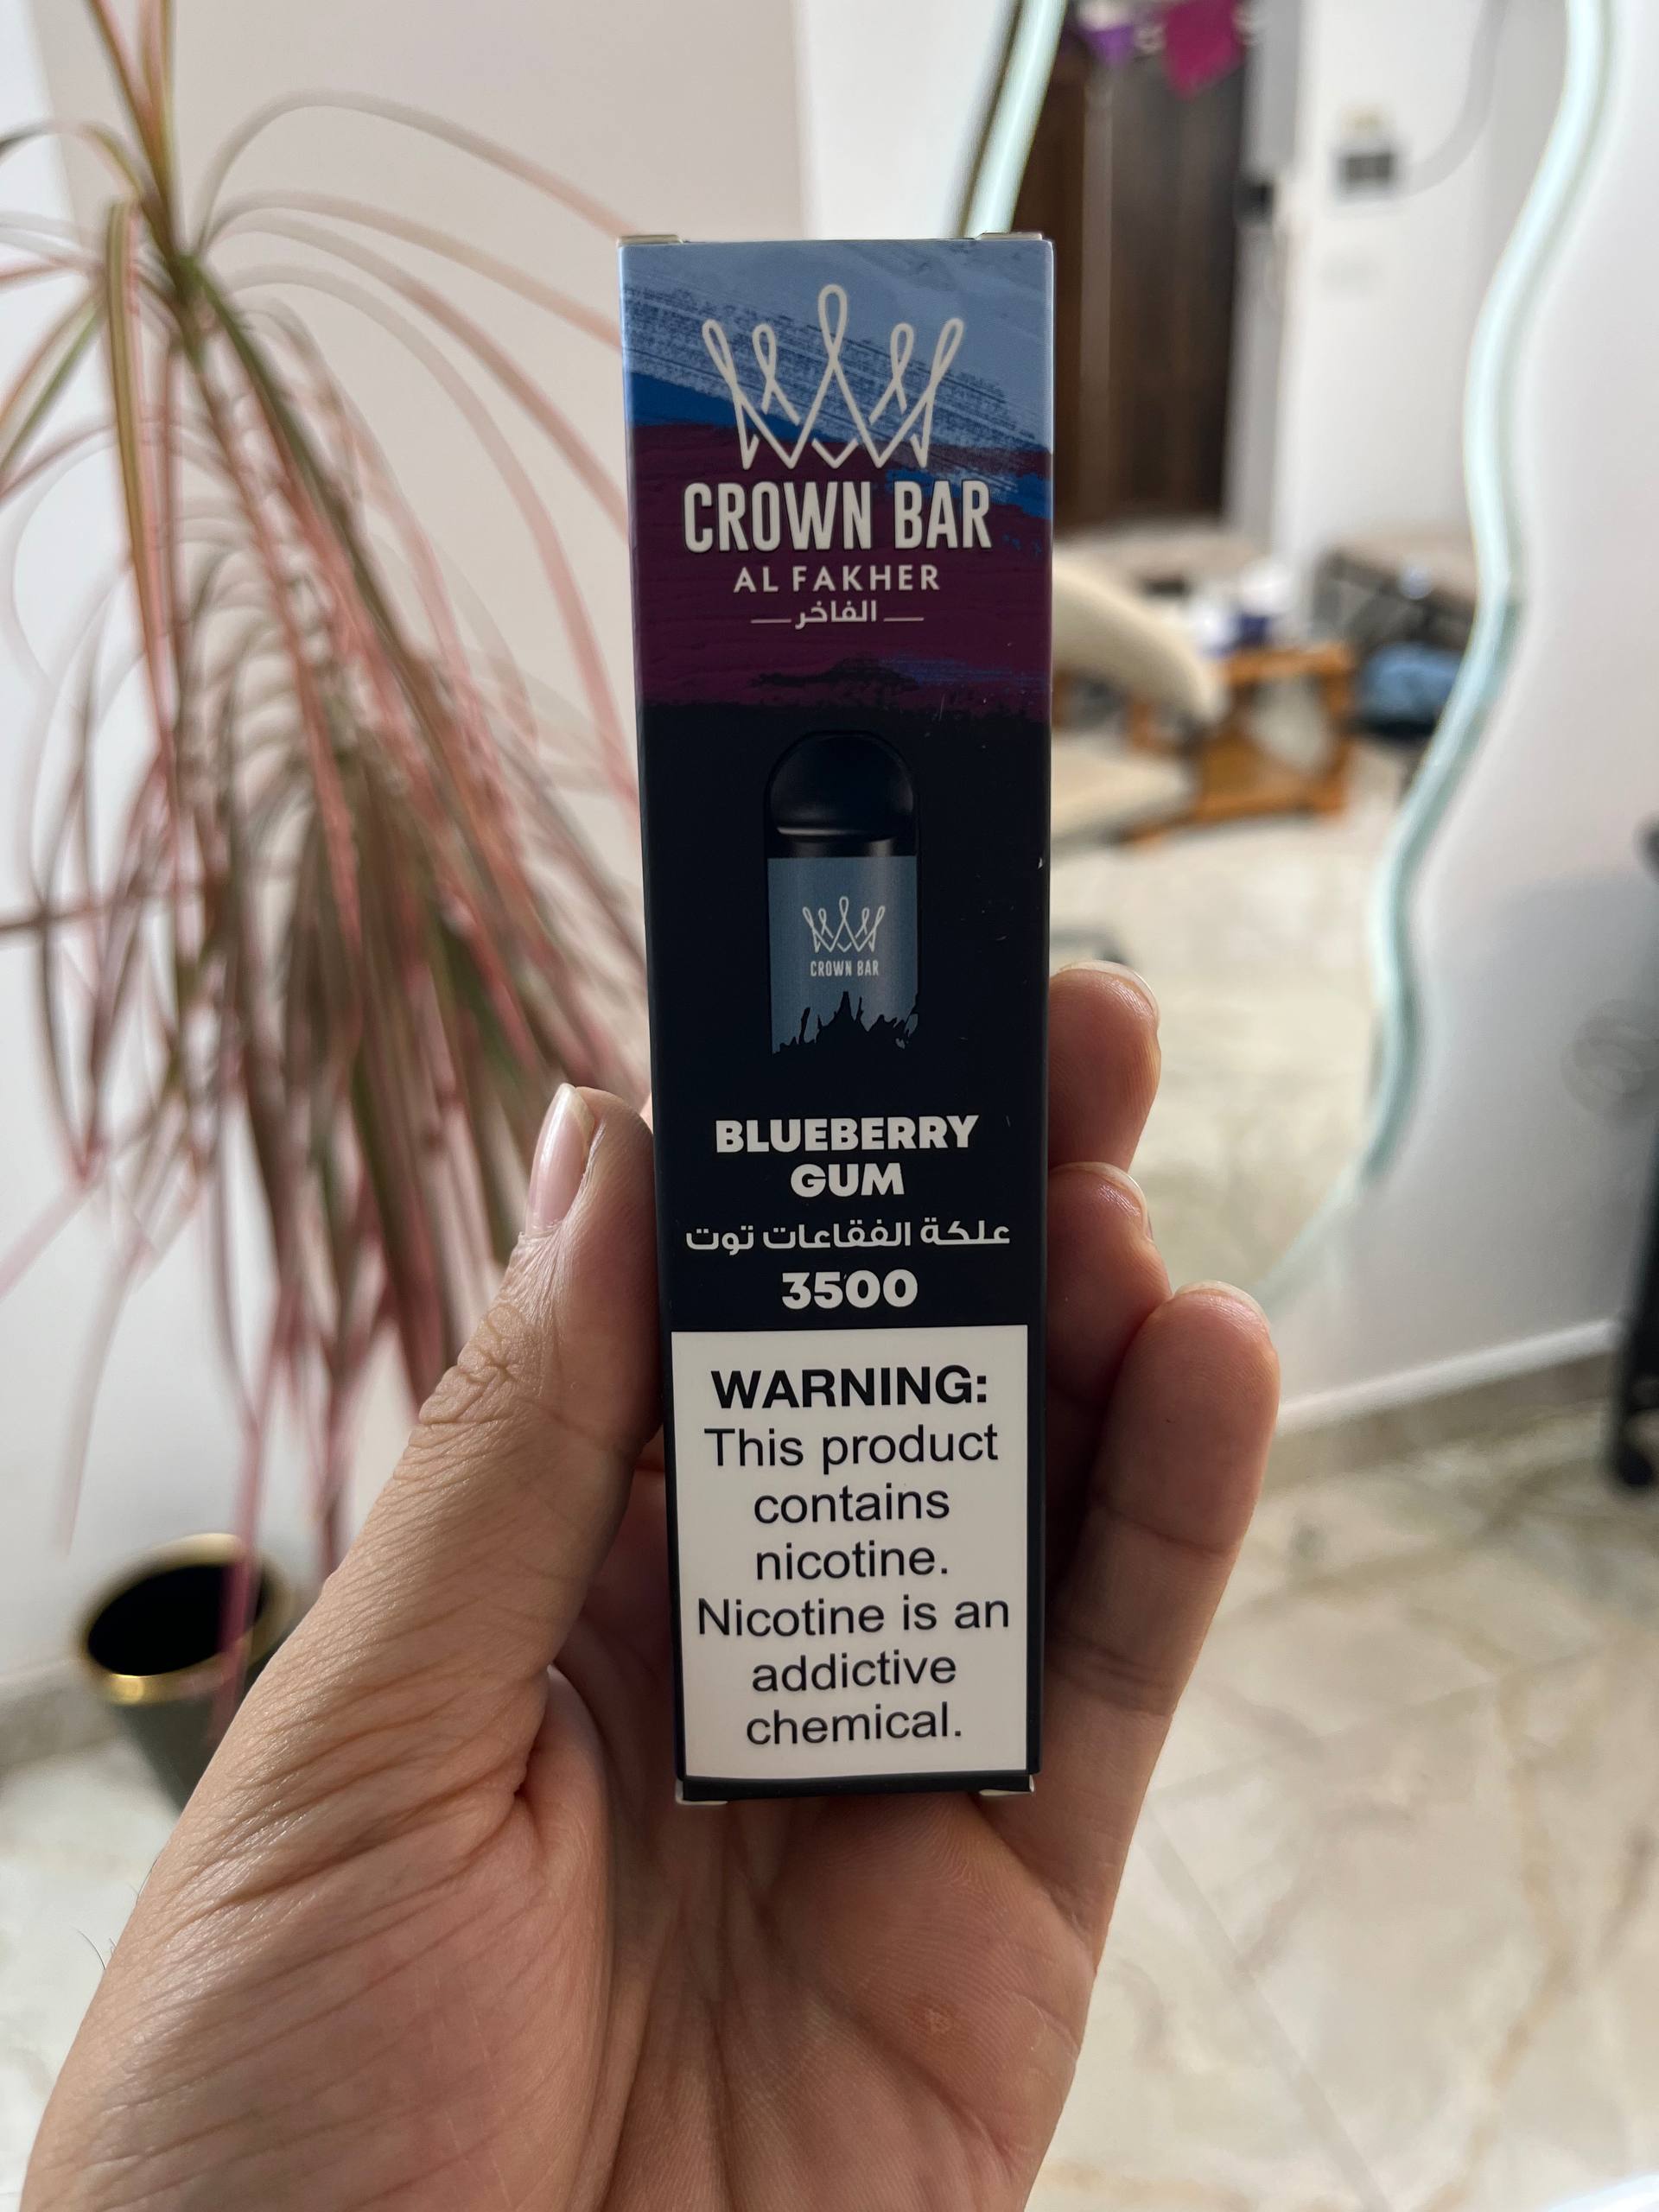 CROWN BAR
AL FAKHER
الفاخر
CROWN BAR
BLUEBERRY
GUM
علكة الفقاعات توت
3500
WARNING:
This product
contains
nicotine.
Nicotine is an
addictive
chemical.